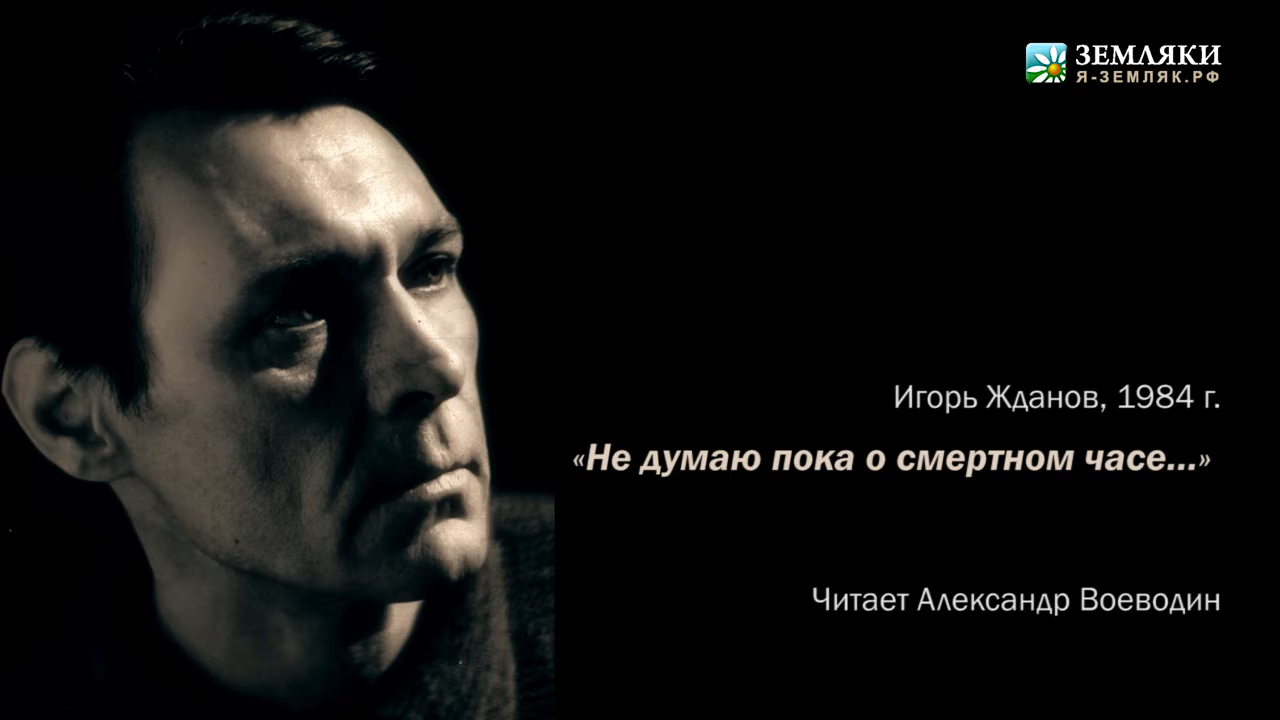 ЗЕМЛЯКИ
Я-ЗЕМЛЯК.РФ
Игорь Жданов, 1984 г.
«Не думаю пока о смертном часе...»
Читает Александр Воеводин